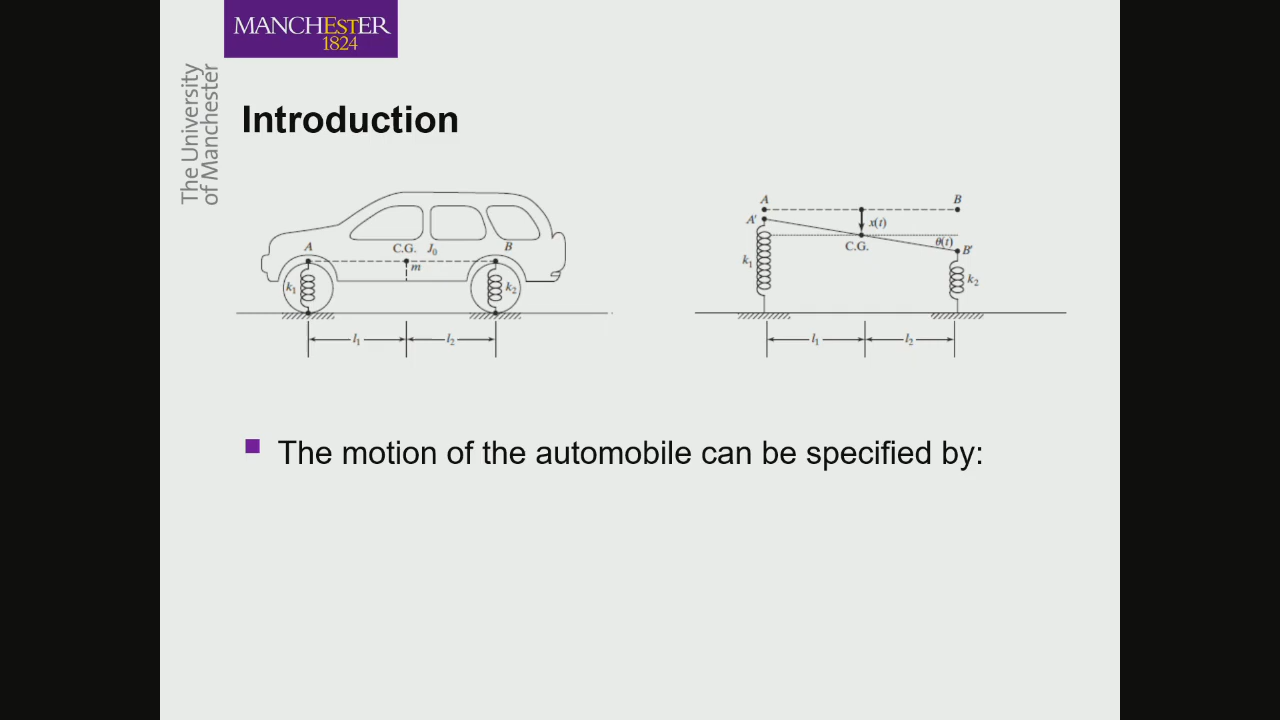 MANCHESTER
1824
The University
of Manchester
Introduction
A C.G. J₀ B
m
k₁ k₂
l₁ l₂
A B
A' x(t)
C.G. θ(t) B'
k₁ k₂
l₁ l₂
The motion of the automobile can be specified by: